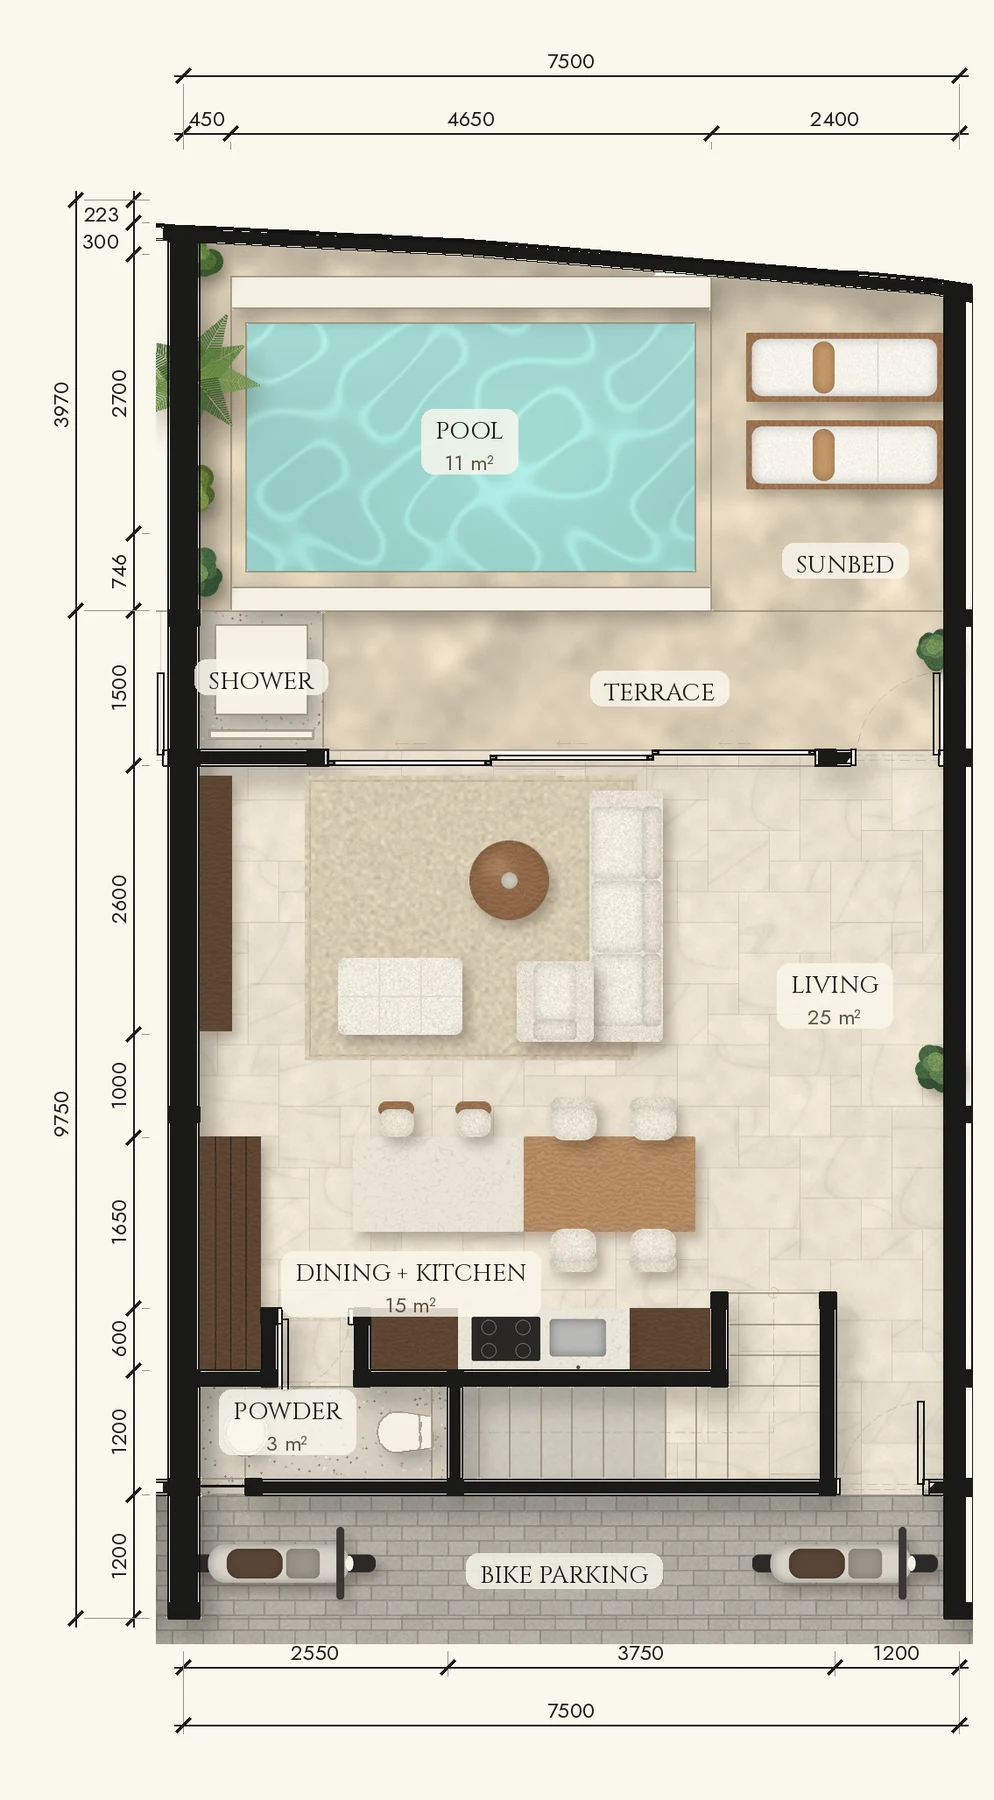 7500
450
4650
2400
223
300
2700
3970
746
POOL
11 m²
SUNBED
1500
SHOWER
TERRACE
2600
LIVING
25 m²
1000
9750
1650
DINING + KITCHEN
15 m²
600
1200
POWDER
3 m²
1200
BIKE PARKING
2550
3750
1200
7500